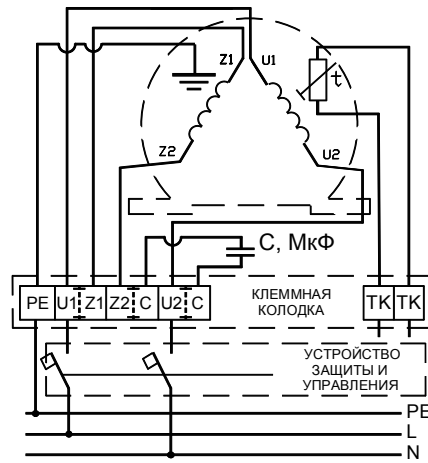 Z1 U1
t
Z2 U2
C, МкФ
PE U1 Z1 Z2 C U2 C
КЛЕММНАЯ
КОЛОДКА
TK TK
УСТРОЙСТВО
ЗАЩИТЫ И
УПРАВЛЕНИЯ
PE
L
N